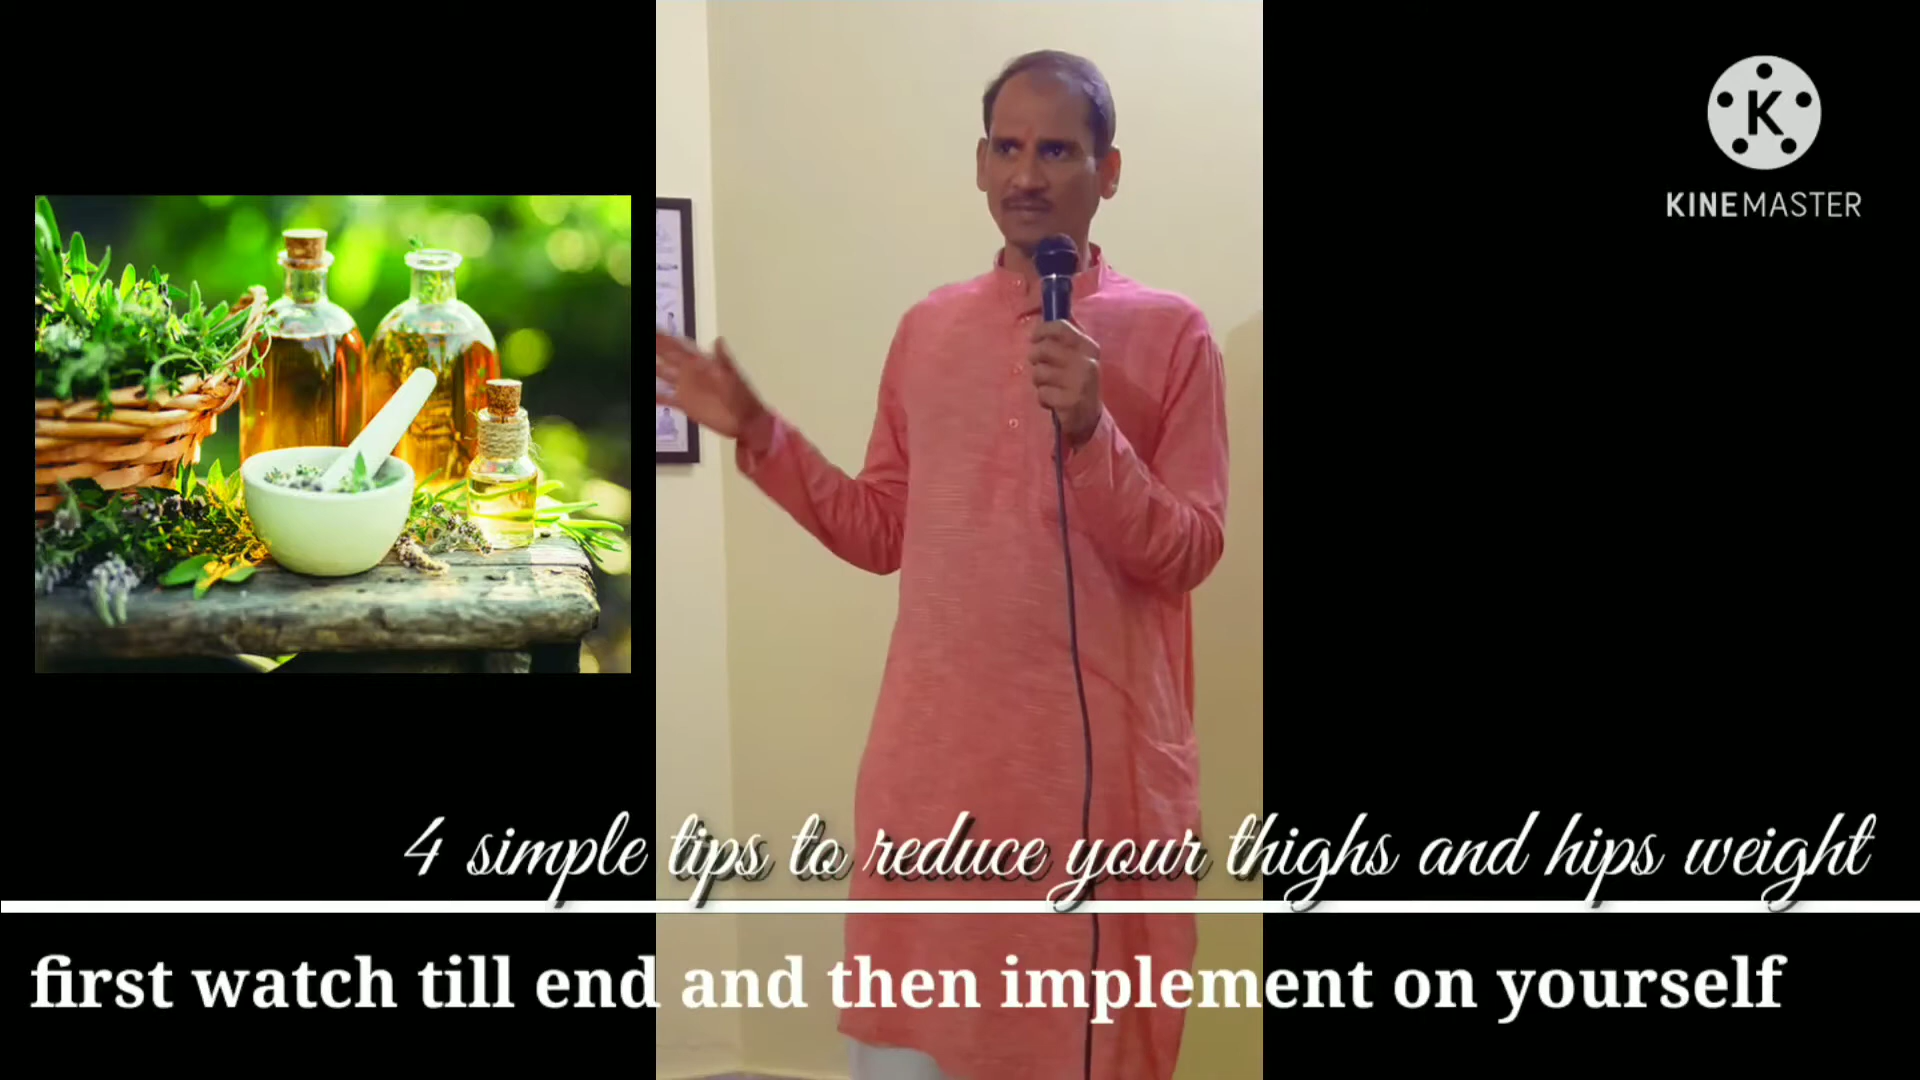 K
KINEMASTER
4 simple tips to reduce your thighs and hips weight
first watch till end and then implement on yourself